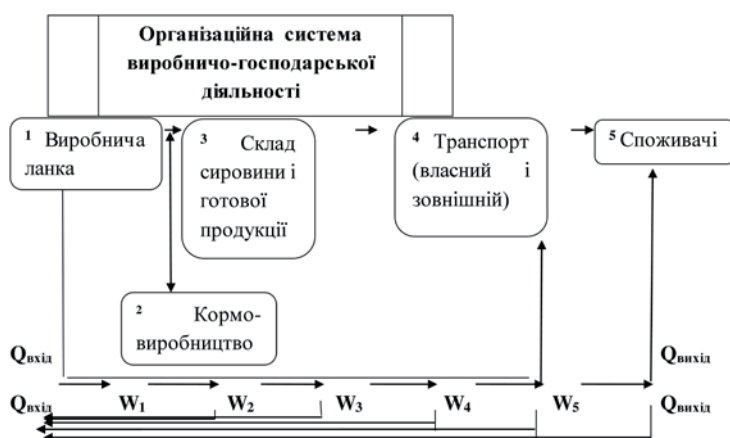 Організаційна система
виробничо-господарської
діяльності
1 Виробнича
ланка
3 Склад
сировини і
готової
продукції
4 Транспорт
(власний і
зовнішній)
5 Споживачі
2 Кормо-
виробництво
Qвхід Qвихід
Qвхід W1 W2 W3 W4 W5 Qвихід